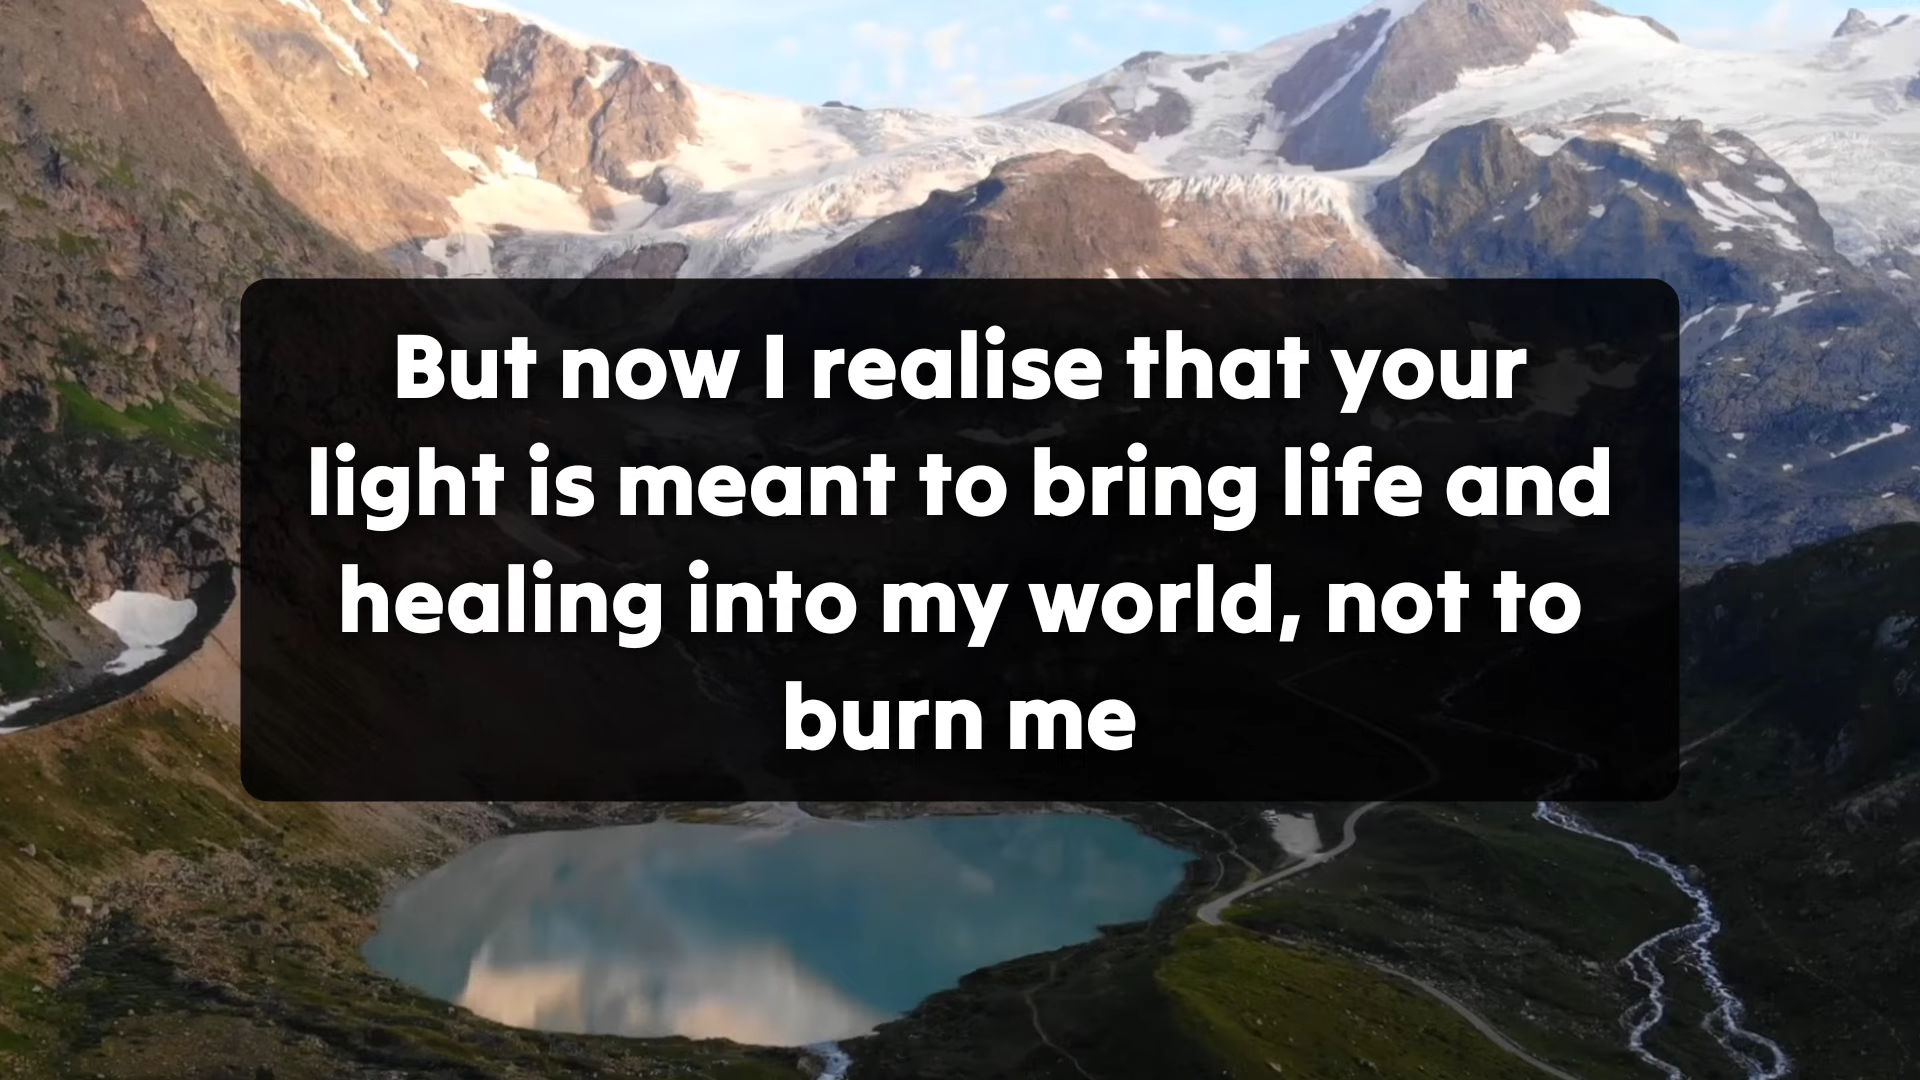 But now I realise that your
light is meant to bring life and
healing into my world, not to
burn me